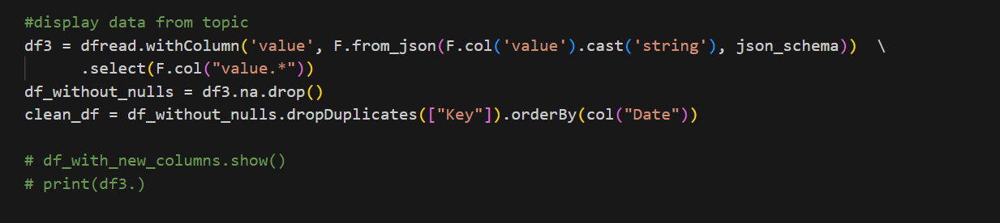 #display data from topic
df3 = dfread.withColumn('value', F.from_json(F.col('value').cast('string'), json_schema))  \
      .select(F.col("value.*"))
df_without_nulls = df3.na.drop()
clean_df = df_without_nulls.dropDuplicates(["Key"]).orderBy(col("Date"))
# df_with_new_columns.show()
# print(df3.)